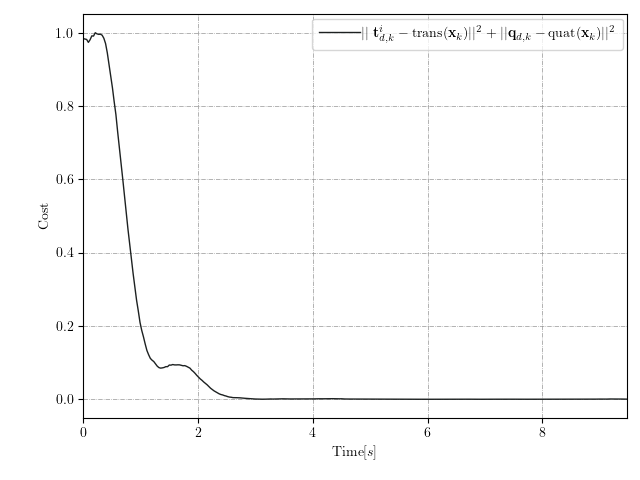 || t^i_{d,k} − trans(x_k)||² + ||q_{d,k} − quat(x_k)||²
1.0
0.8
0.6
0.4
0.2
0.0
Cost
0 2 4 6 8
Time[s]